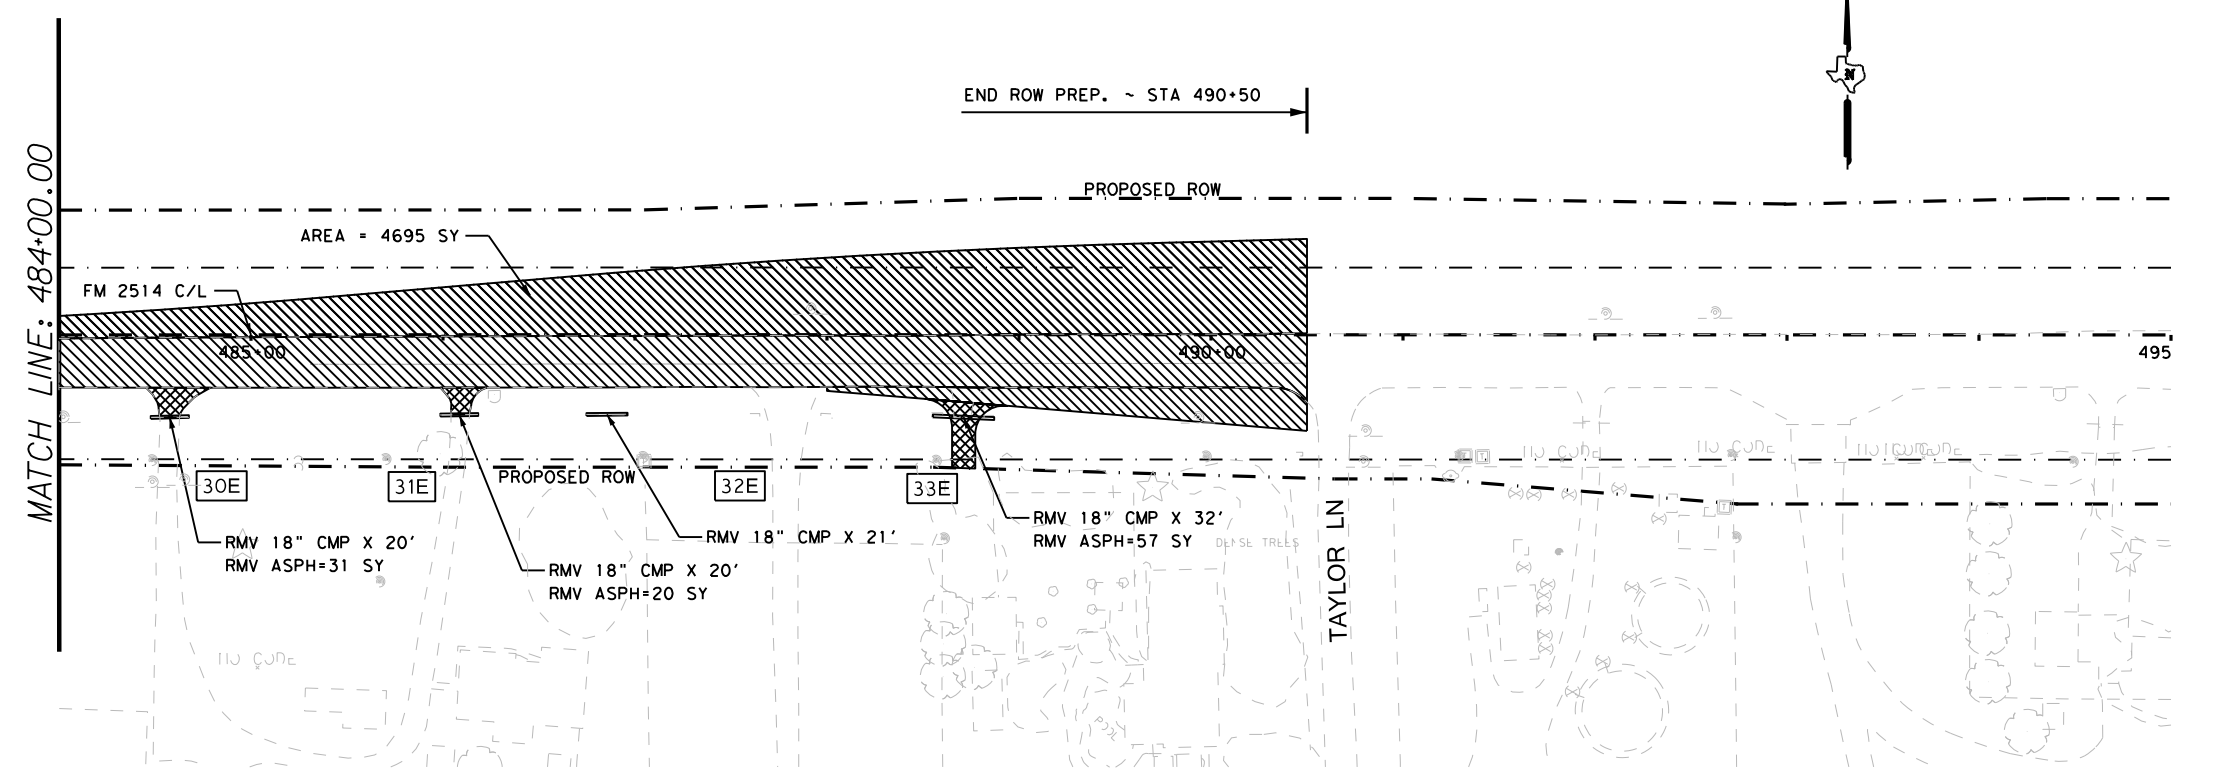 END ROW PREP. ~ STA 490+50
N
MATCH LINE: 484+00.00
PROPOSED ROW
AREA = 4695 SY
FM 2514 C/L
485+00
490+00
495
30E
31E
PROPOSED ROW
32E
33E
RMV 18" CMP X 20'
RMV ASPH=31 SY
RMV 18" CMP X 20'
RMV ASPH=20 SY
RMV 18" CMP X 21'
RMV 18" CMP X 32'
RMV ASPH=57 SY
DENSE TREES
TAYLOR LN